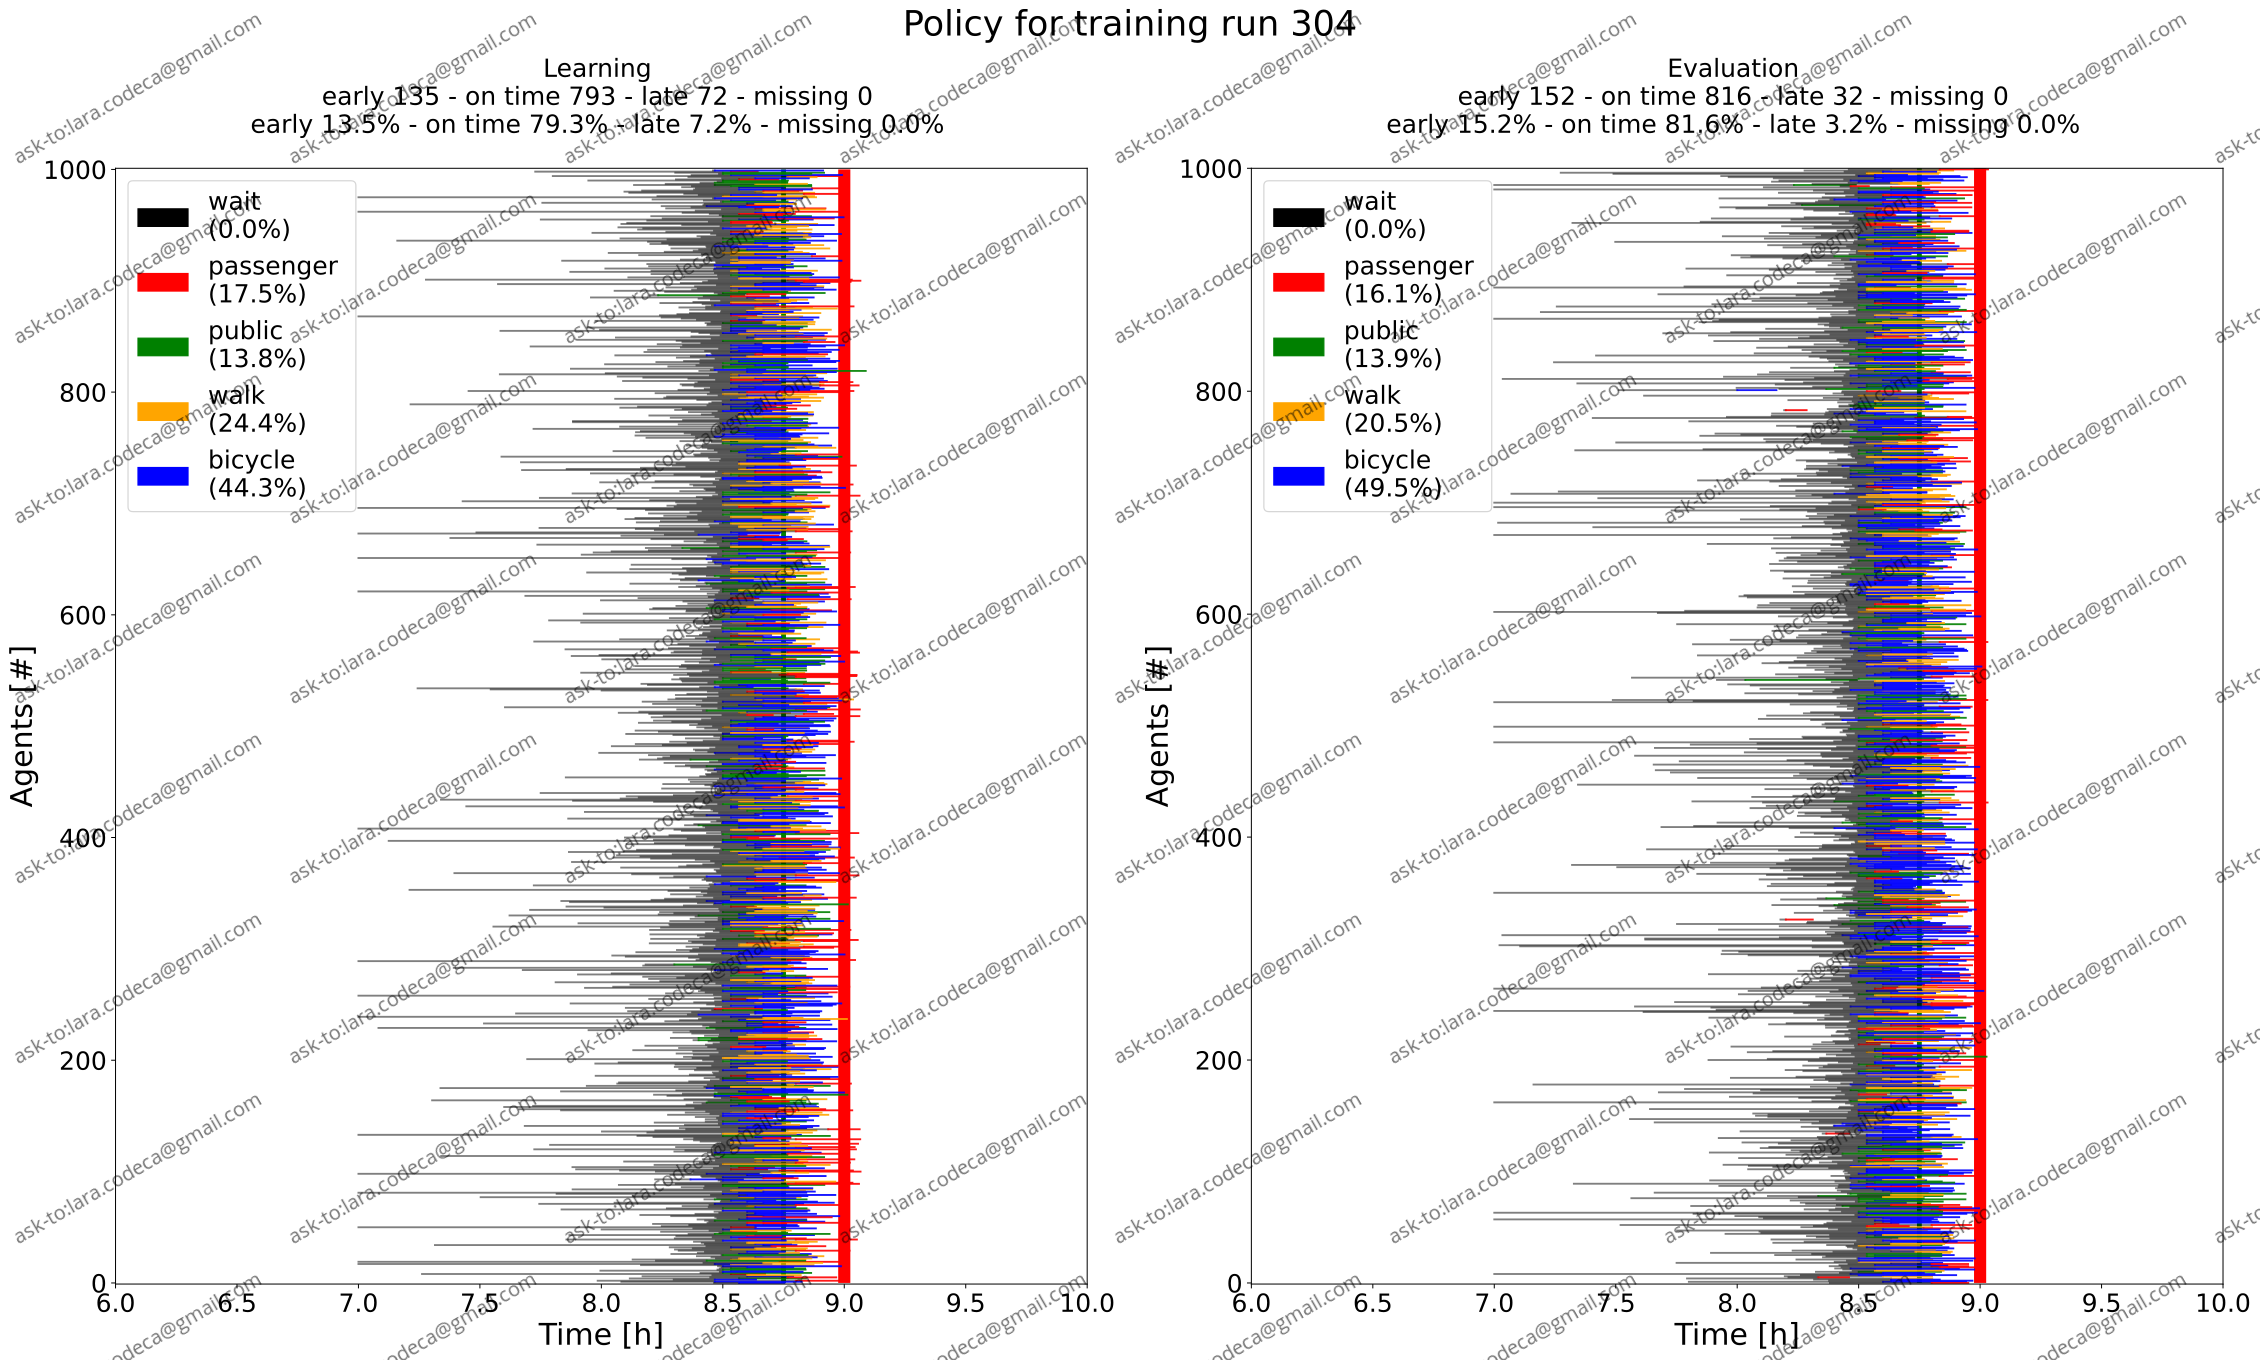 Policy for training run 304
Learning
early 135 - on time 793 - late 72 - missing 0
early 13.5% - on time 79.3% - late 7.2% - missing 0.0%
1000
800
600
400
200
0
Agents [#]
wait
(0.0%)
passenger
(17.5%)
public
(13.8%)
walk
(24.4%)
bicycle
(44.3%)
6.0 6.5 7.0 7.5 8.0 8.5 9.0 9.5 10.0
Time [h]
Evaluation
early 152 - on time 816 - late 32 - missing 0
early 15.2% - on time 81.6% - late 3.2% - missing 0.0%
1000
800
600
400
200
0
Agents [#]
wait
(0.0%)
passenger
(16.1%)
public
(13.9%)
walk
(20.5%)
bicycle
(49.5%)
6.0 6.5 7.0 7.5 8.0 8.5 9.0 9.5 10.0
Time [h]
ask-to:lara.codeca@gmail.com